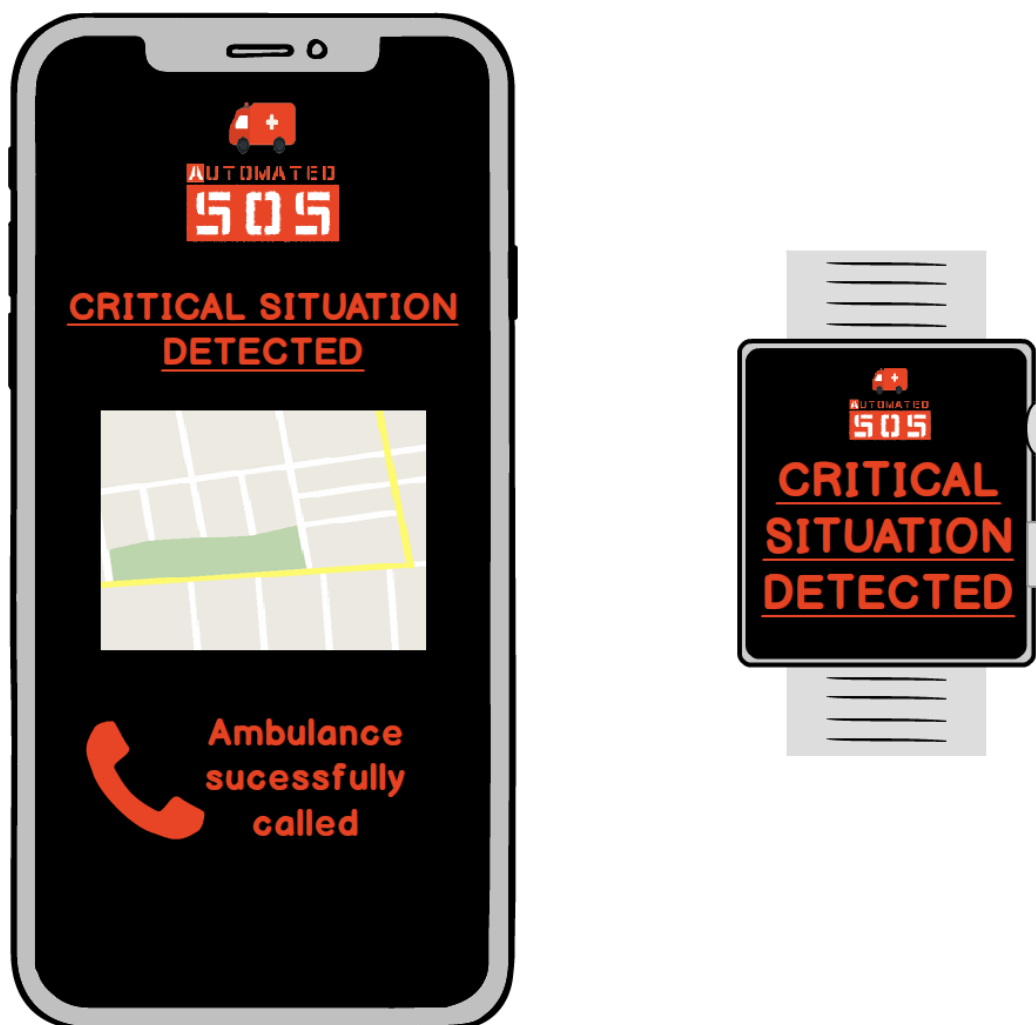 AUTOMATED
SOS
CRITICAL SITUATION
DETECTED
Ambulance
sucessfully
called
AUTOMATED
SOS
CRITICAL
SITUATION
DETECTED